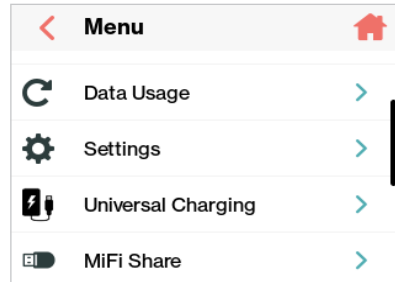 Menu
Data Usage
Settings
Universal Charging
MiFi Share